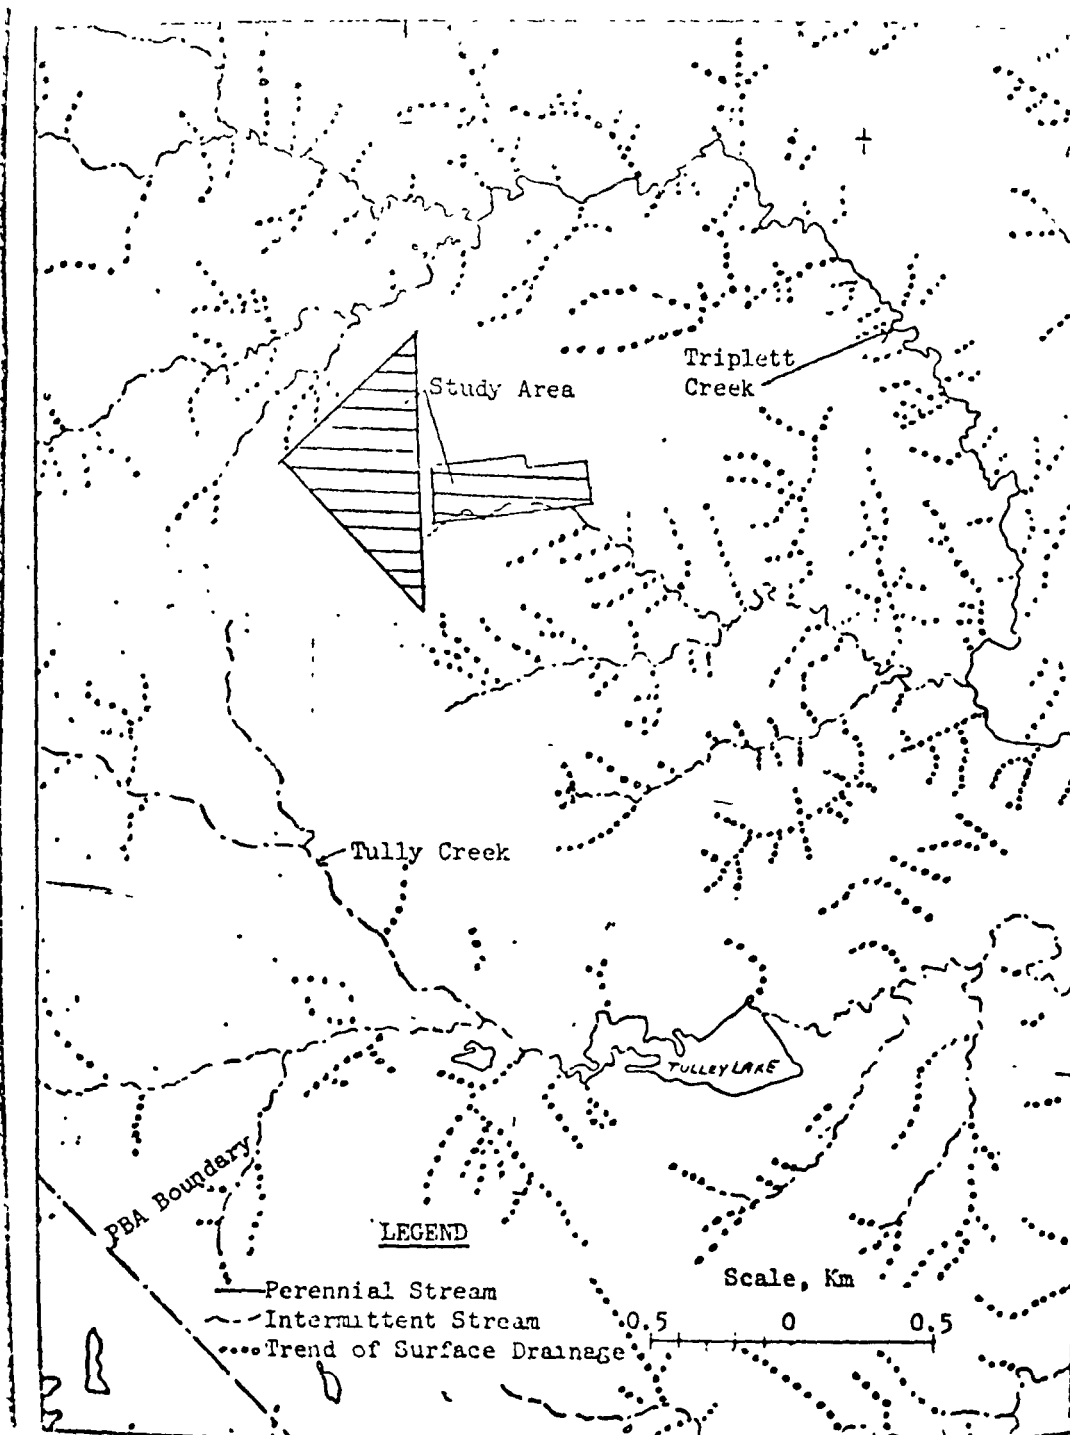 Study Area
Triplett
Creek
Tully Creek
TULLEY LAKE
PBA Boundary
LEGEND
Perennial Stream
Intermittent Stream
Trend of Surface Drainage
Scale, Km
0.5 0 0.5